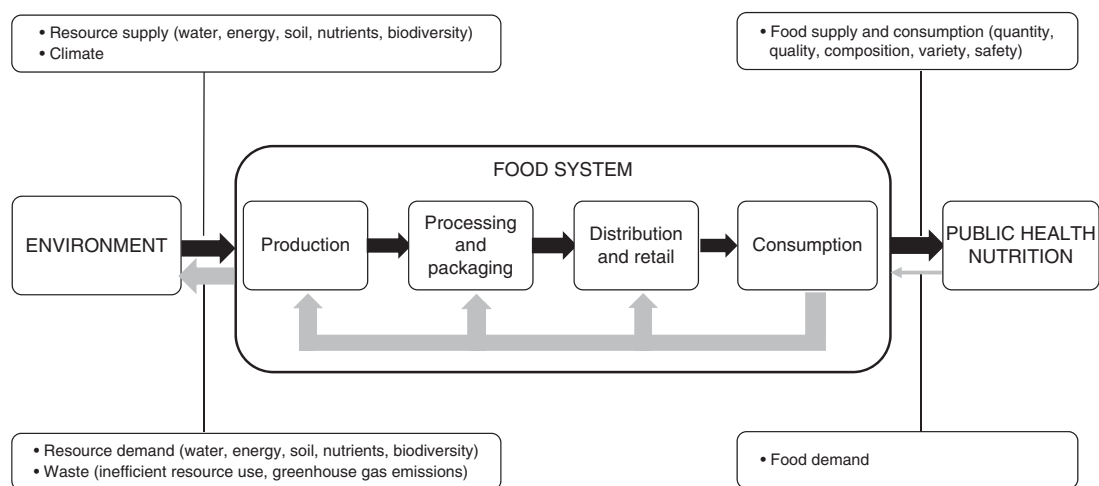 • Resource supply (water, energy, soil, nutrients, biodiversity)
• Climate
• Food supply and consumption (quantity,
quality, composition, variety, safety)
FOOD SYSTEM
ENVIRONMENT
Production
Processing
and
packaging
Distribution
and retail
Consumption
PUBLIC HEALTH
NUTRITION
• Resource demand (water, energy, soil, nutrients, biodiversity)
• Waste (inefficient resource use, greenhouse gas emissions)
• Food demand